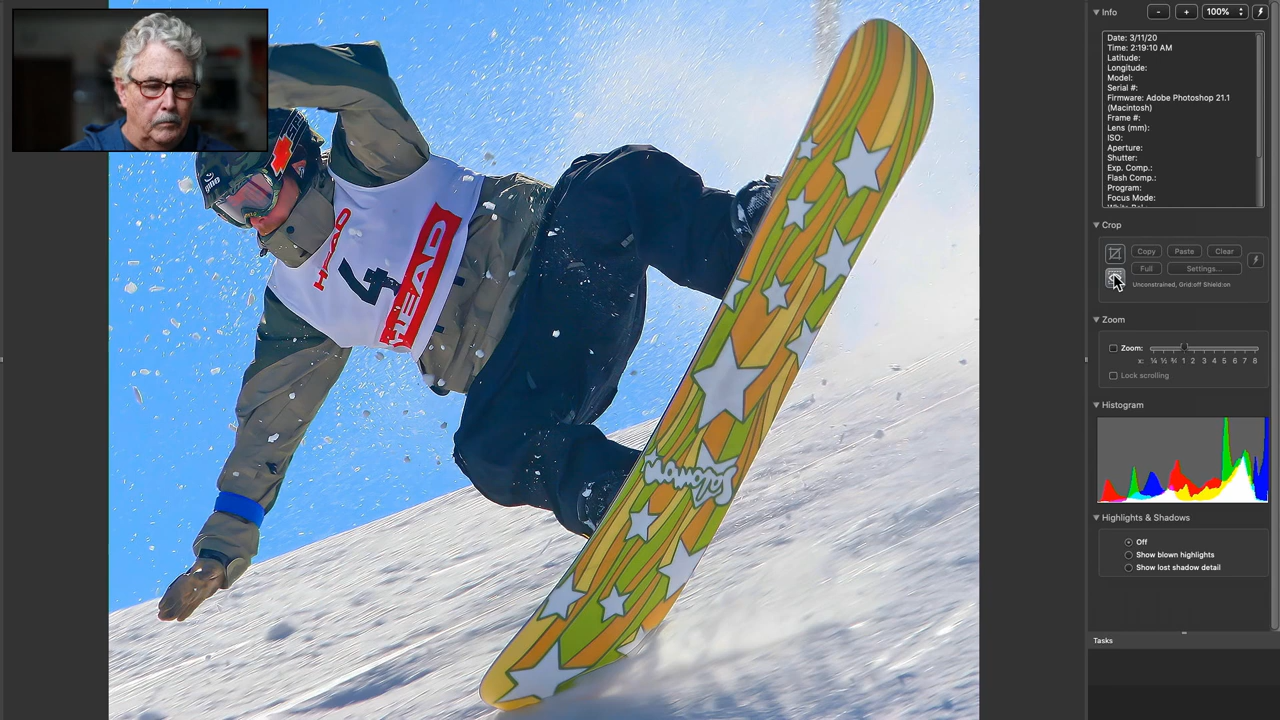 Info
-
+
100%
Date: 3/11/20
Time: 2:19:10 AM
Latitude:
Longitude:
Model:
Serial #:
Firmware: Adobe Photoshop 21.1
(Macintosh)
Frame #:
Lens (mm):
ISO:
Aperture:
Shutter:
Exp. Comp.:
Flash Comp.:
Program:
Focus Mode:
Crop
Copy Paste Clear
Full Settings...
Unconstrained, Grid:off Shield:on
Zoom
Zoom:
x: ¼ ½ ¾ 1 2 3 4 5 6 7 8
Lock scrolling
Histogram
Highlights & Shadows
Off
Show blown highlights
Show lost shadow detail
Tasks
HEAD
4
HEAD
Salomon